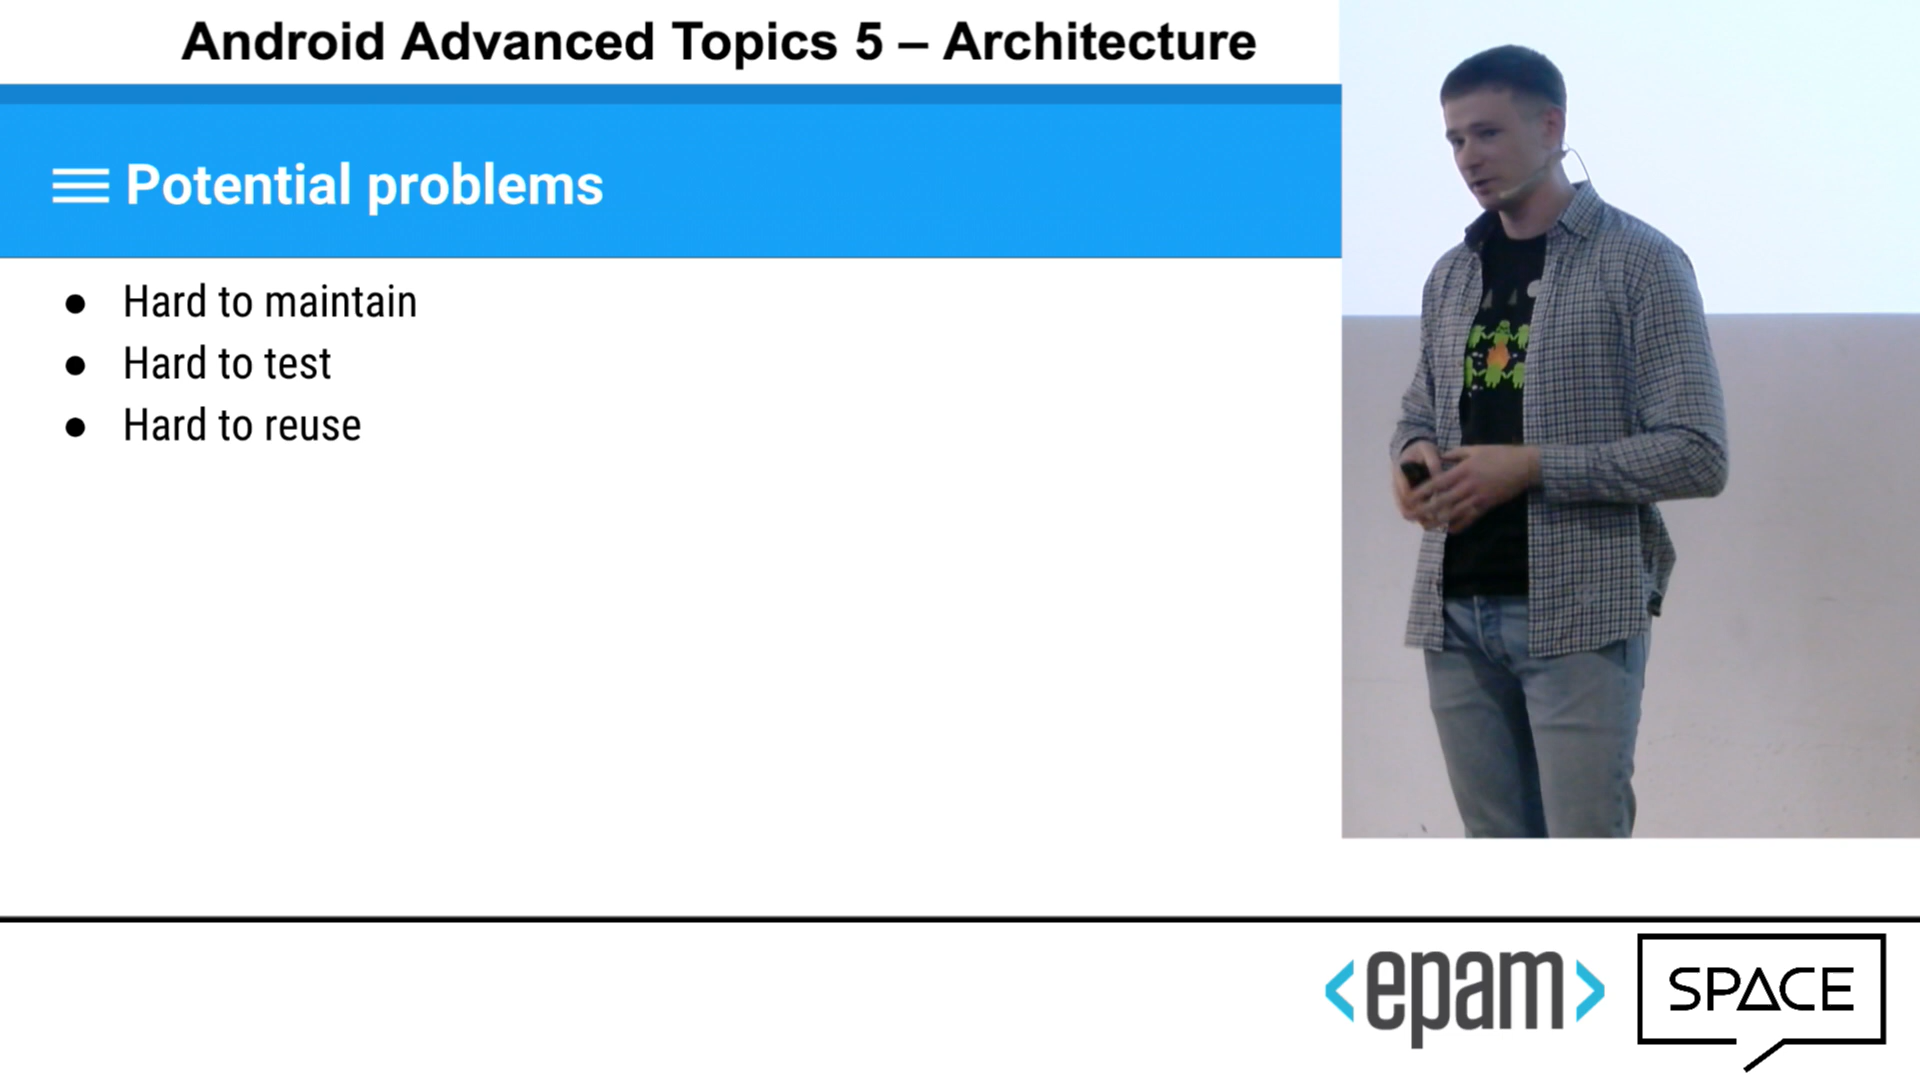 Android Advanced Topics 5 – Architecture
Potential problems
● Hard to maintain
● Hard to test
● Hard to reuse
<epam>
SPACE